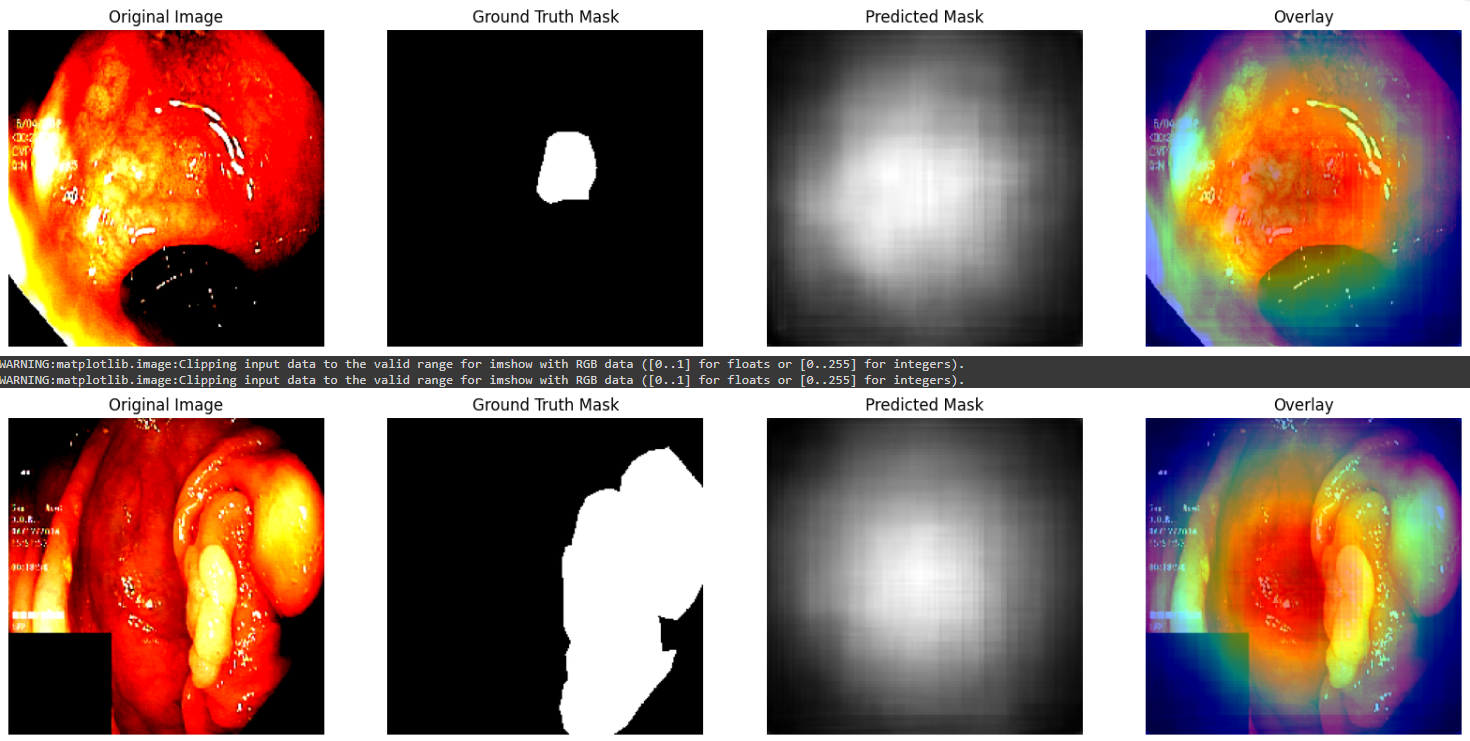 Original Image
Ground Truth Mask
Predicted Mask
Overlay
WARNING:matplotlib.image:Clipping input data to the valid range for imshow with RGB data ([0..1] for floats or [0..255] for integers).
WARNING:matplotlib.image:Clipping input data to the valid range for imshow with RGB data ([0..1] for floats or [0..255] for integers).
Original Image
Ground Truth Mask
Predicted Mask
Overlay